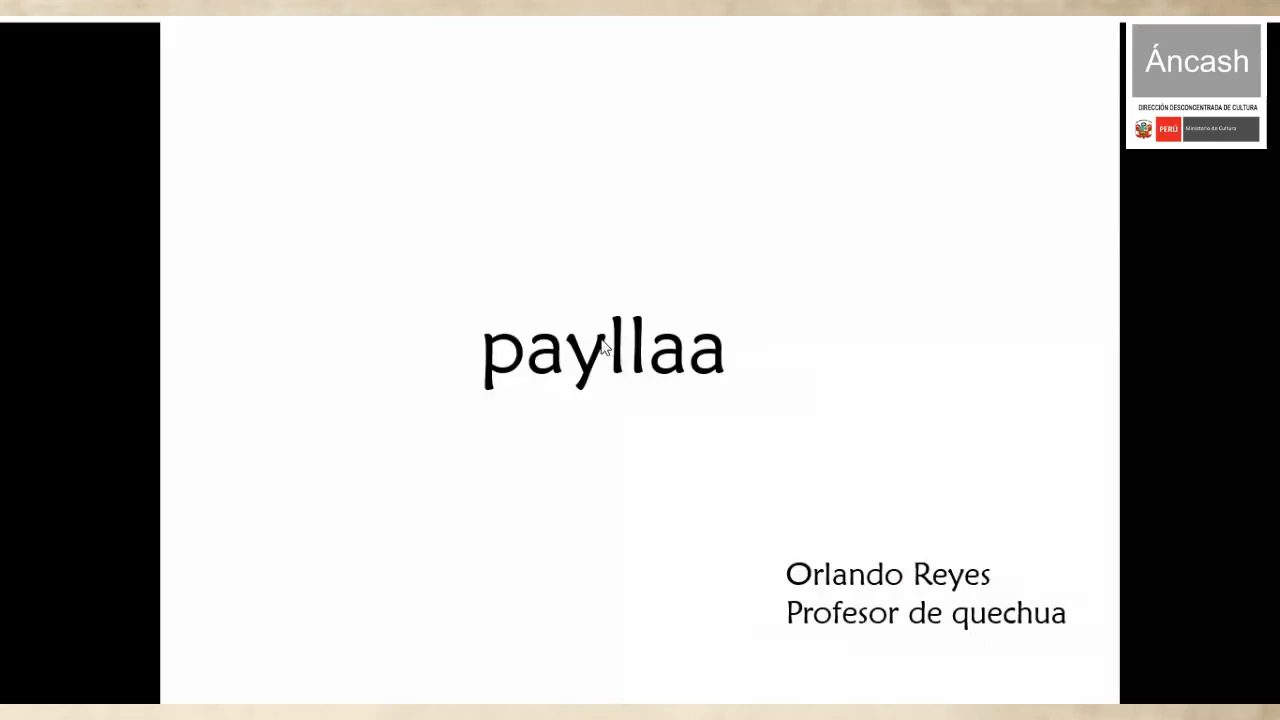 Áncash
DIRECCIÓN DESCONCENTRADA DE CULTURA
PERÚ Ministerio de Cultura
payllaa
Orlando Reyes
Profesor de quechua